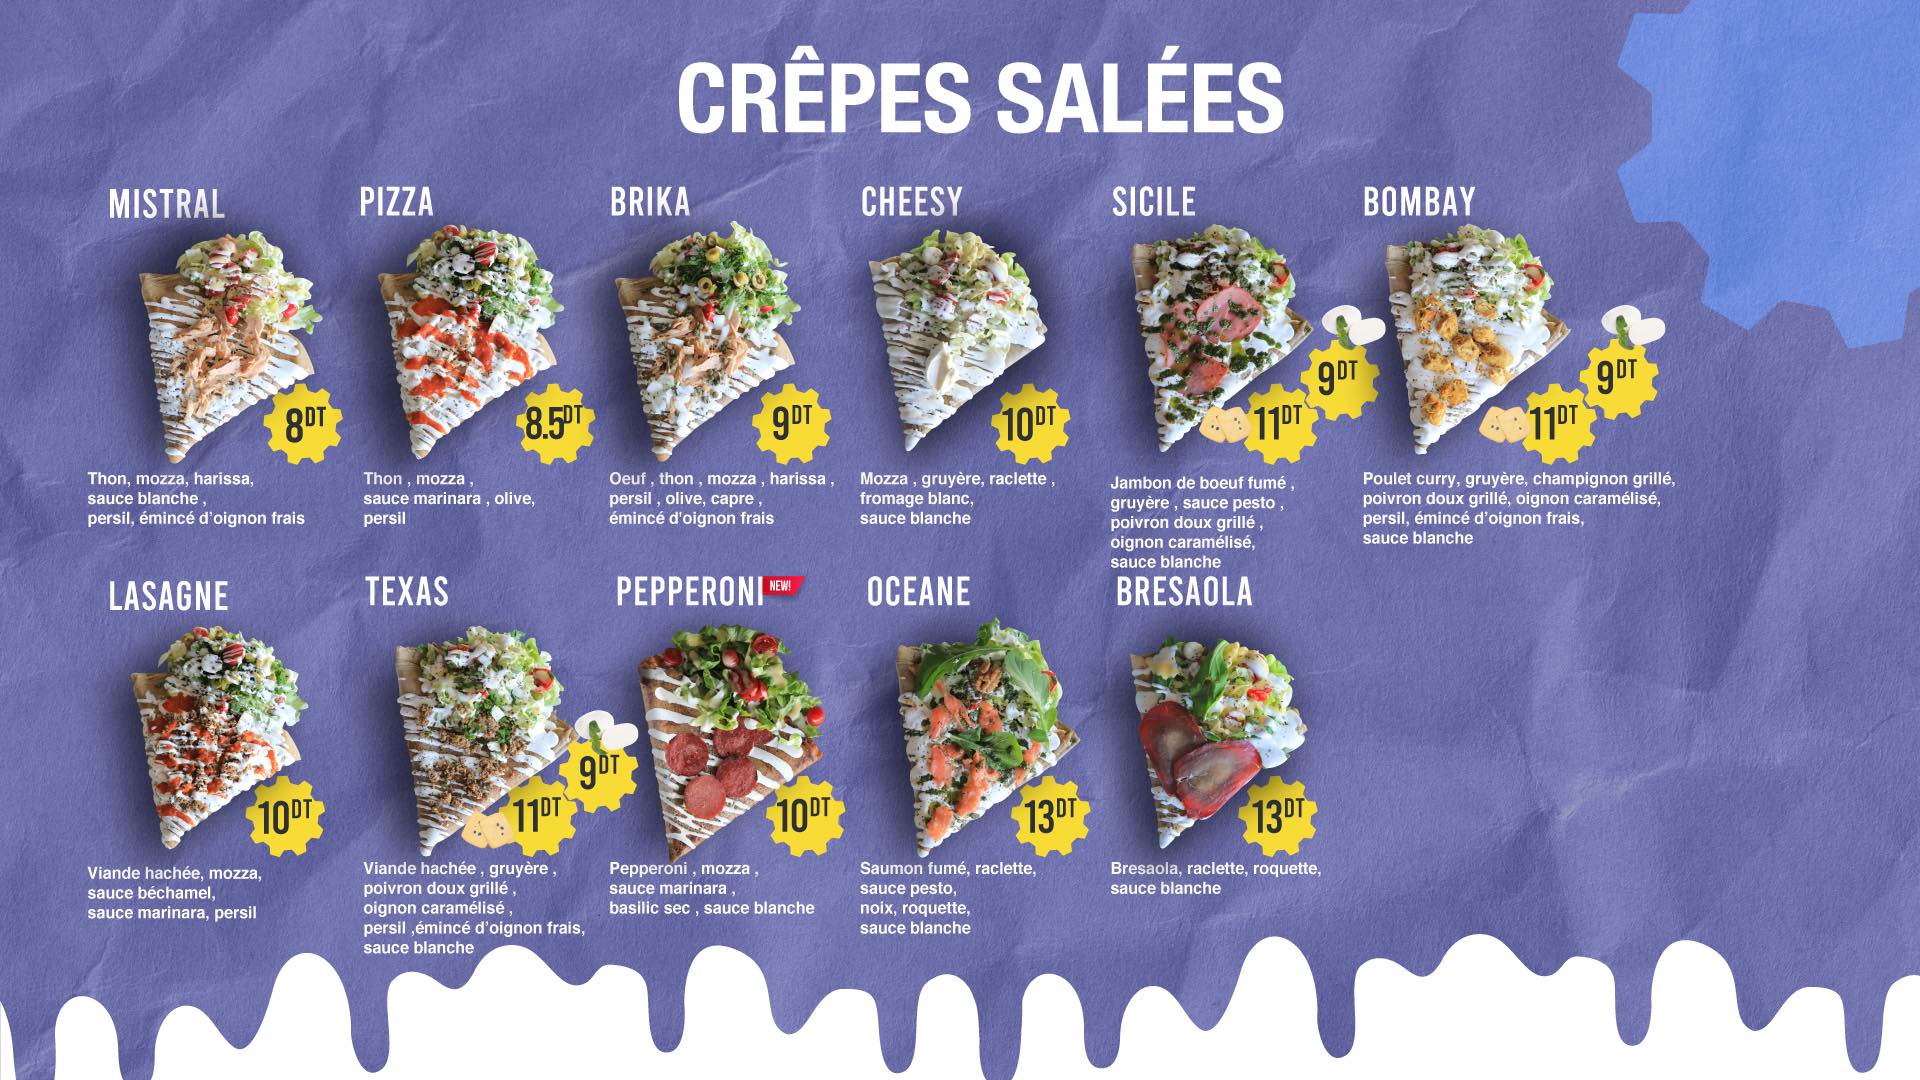 CRÊPES SALÉES
MISTRAL
8DT
Thon, mozza, harissa,
sauce blanche ,
persil, émincé d’oignon frais
PIZZA
8.5DT
Thon , mozza ,
sauce marinara , olive,
persil
BRIKA
9DT
Oeuf , thon , mozza , harissa ,
persil , olive, capre ,
émincé d'oignon frais
CHEESY
10DT
Mozza , gruyère, raclette ,
fromage blanc,
sauce blanche
SICILE
9DT
11DT
Jambon de boeuf fumé ,
gruyère , sauce pesto ,
poivron doux grillé ,
oignon caramélisé,
sauce blanche
BOMBAY
9DT
11DT
Poulet curry, gruyère, champignon grillé,
poivron doux grillé, oignon caramélisé,
persil, émincé d’oignon frais,
sauce blanche
LASAGNE
10DT
Viande hachée, mozza,
sauce béchamel,
sauce marinara, persil
TEXAS
9DT
11DT
Viande hachée , gruyère ,
poivron doux grillé ,
oignon caramélisé ,
persil ,émincé d’oignon frais,
sauce blanche
PEPPERONI NEW!
10DT
Pepperoni , mozza ,
sauce marinara ,
basilic sec , sauce blanche
OCEANE
13DT
Saumon fumé, raclette,
sauce pesto,
noix, roquette,
sauce blanche
BRESAOLA
13DT
Bresaola, raclette, roquette,
sauce blanche